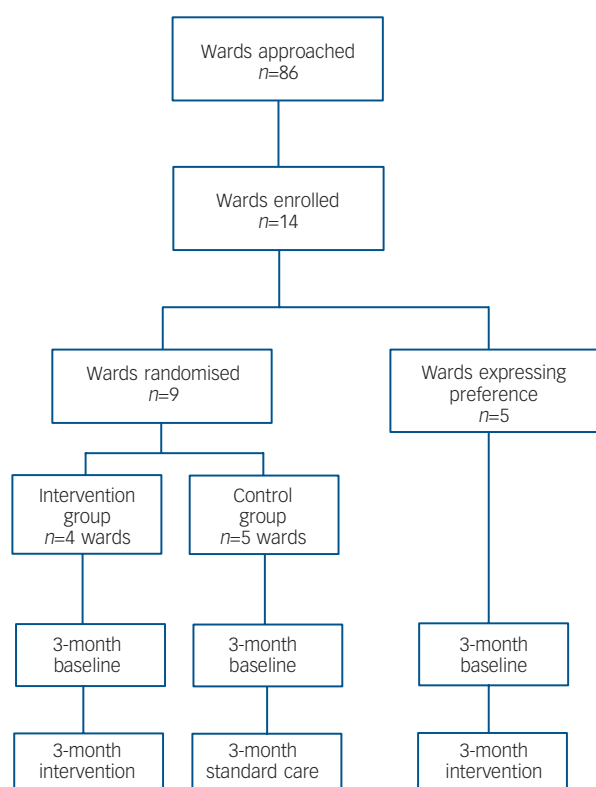 Wards approached
n=86
Wards enrolled
n=14
Wards randomised
n=9
Wards expressing
preference
n=5
Intervention
group
n=4 wards
Control
group
n=5 wards
3-month
baseline
3-month
baseline
3-month
baseline
3-month
intervention
3-month
standard care
3-month
intervention